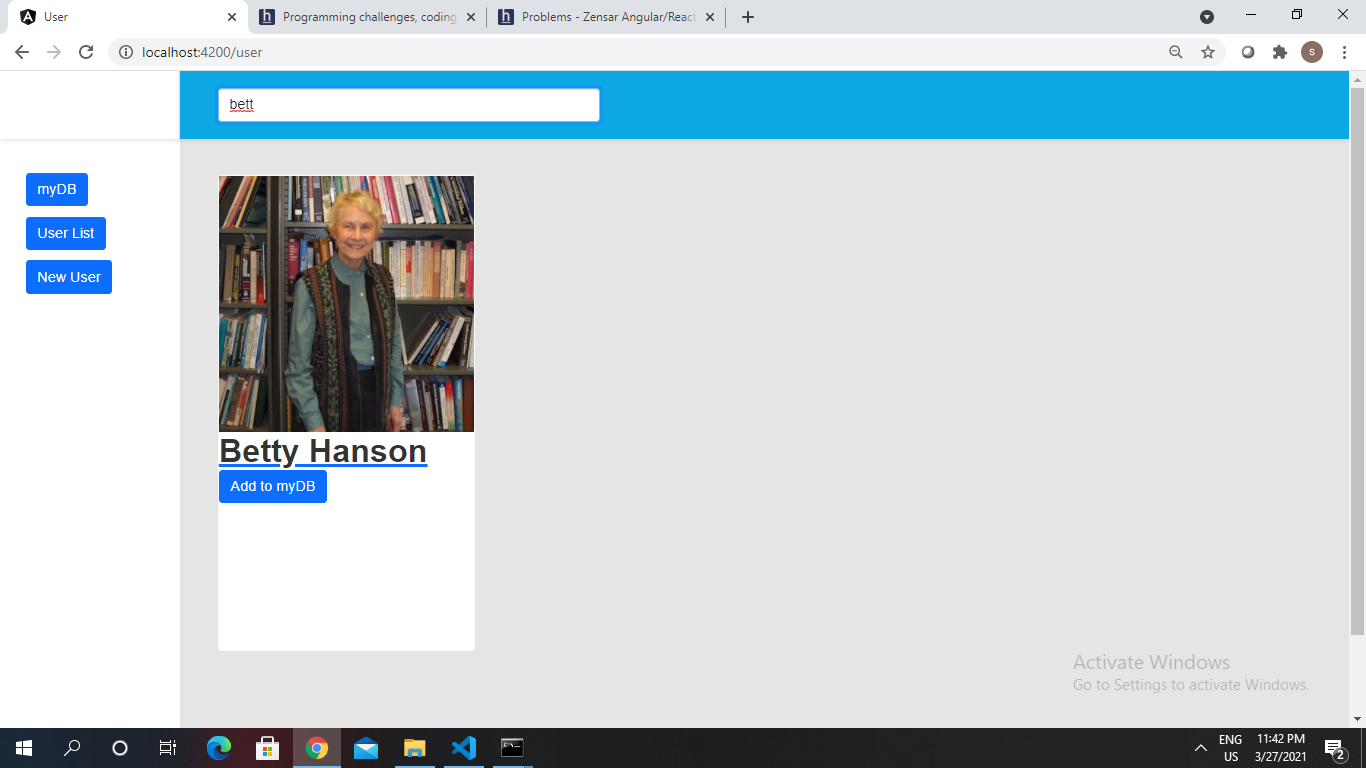 User
Programming challenges, coding
Problems - Zensar Angular/React
localhost:4200/user
S
bett
myDB
User List
New User
Betty Hanson
Add to myDB
Activate Windows
Go to Settings to activate Windows.
ENG
US
11:42 PM
3/27/2021
2